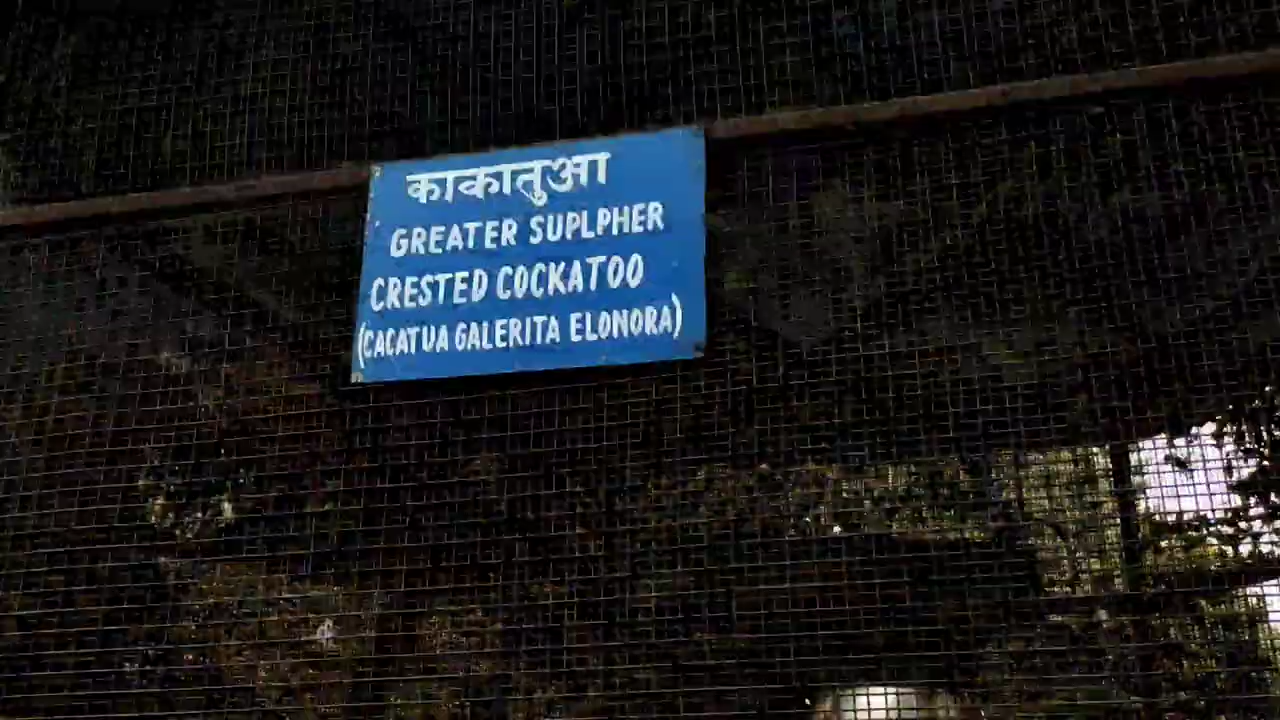 काकातुआ
GREATER SUPLPHER
CRESTED COCKATOO
(CACATUA GALERITA ELONORA)